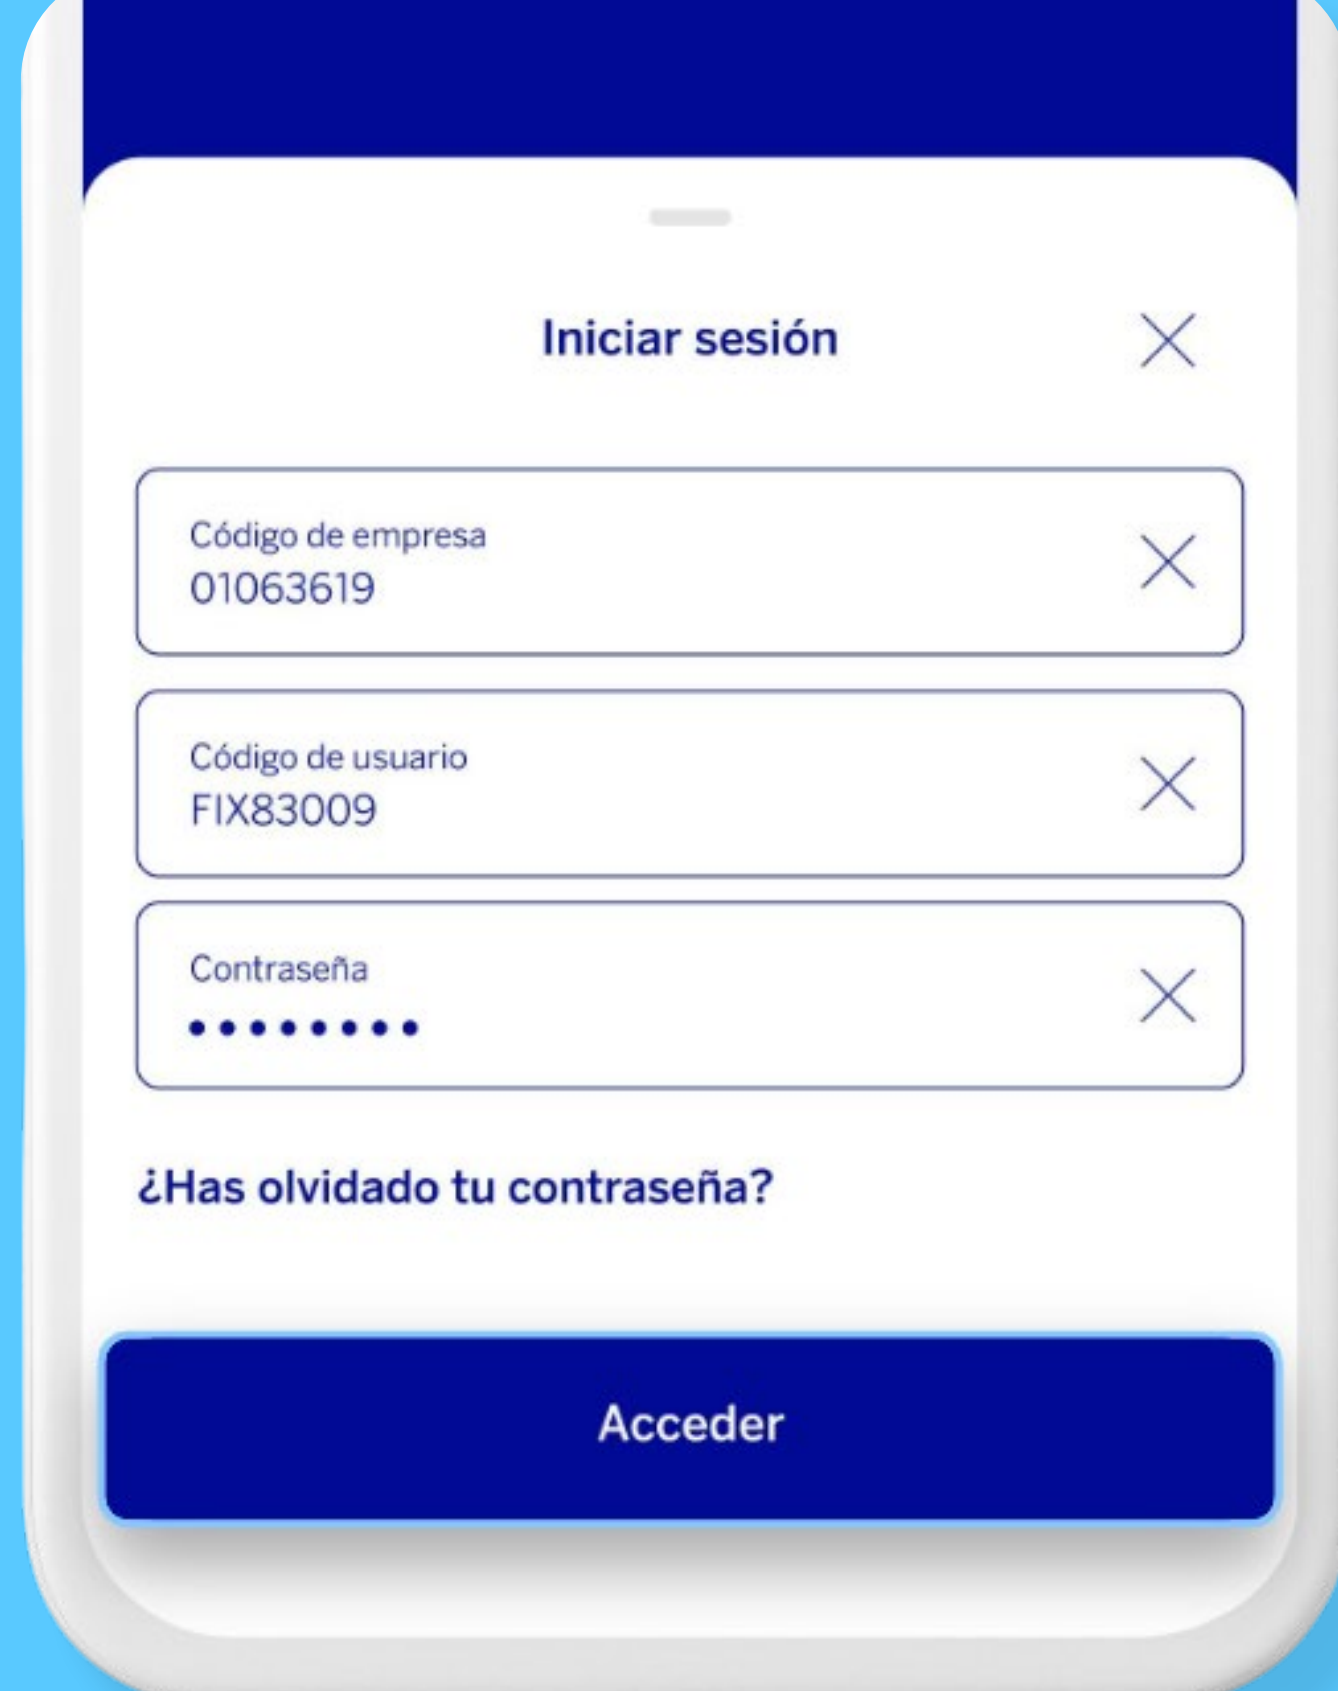 Iniciar sesión
Código de empresa
01063619
Código de usuario
FIX83009
Contraseña
••••••••
¿Has olvidado tu contraseña?
Acceder